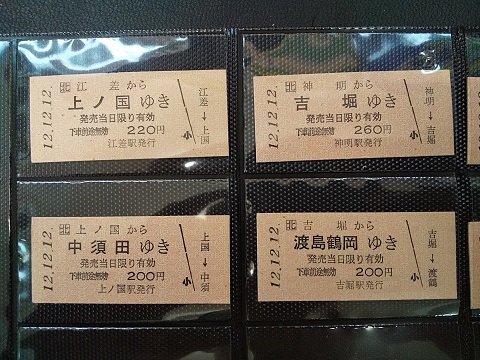 12.12.12.
北 江差から
上ノ国 ゆき
発売当日限り有効
下車前途無効 220円
江差駅発行
江差→上国
小
12.12.12.
北 神明から
吉堀 ゆき
発売当日限り有効
下車前途無効 260円
神明駅発行
神明→吉堀
小
12.12.12.
北 上ノ国から
中須田 ゆき
発売当日限り有効
下車前途無効 200円
上ノ国駅発行
上国→中須
小
12.12.12.
北 吉堀から
渡島鶴岡 ゆき
発売当日限り有効
下車前途無効 200円
吉堀駅発行
吉堀→渡鶴
小